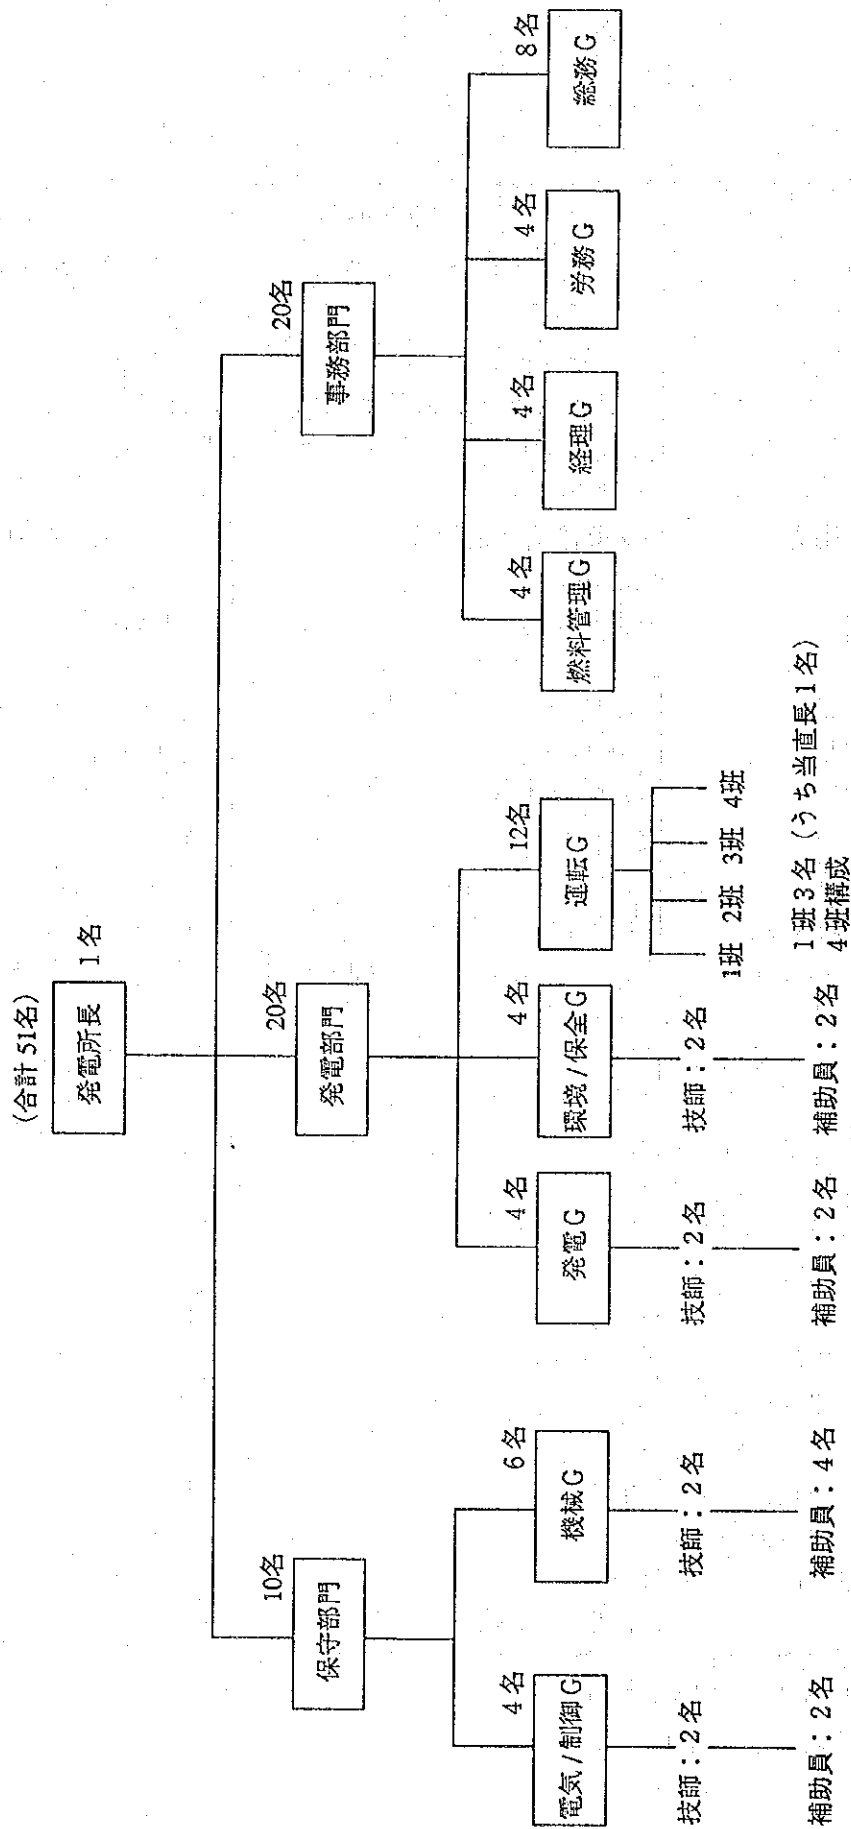 (合計 51名)
発電所長
1名
保守部門
10名
発電部門
20名
事務部門
20名
電気/制御G
4名
機械G
6名
発電G
4名
環境/保全G
4名
運転G
12名
燃料管理G
4名
経理G
4名
労務G
4名
総務G
8名
技師:2名
技師:2名
技師:2名
技師:2名
1班 2班 3班 4班
補助員:2名
補助員:4名
補助員:2名
補助員:2名
1班3名(うち当直長1名)
4班構成